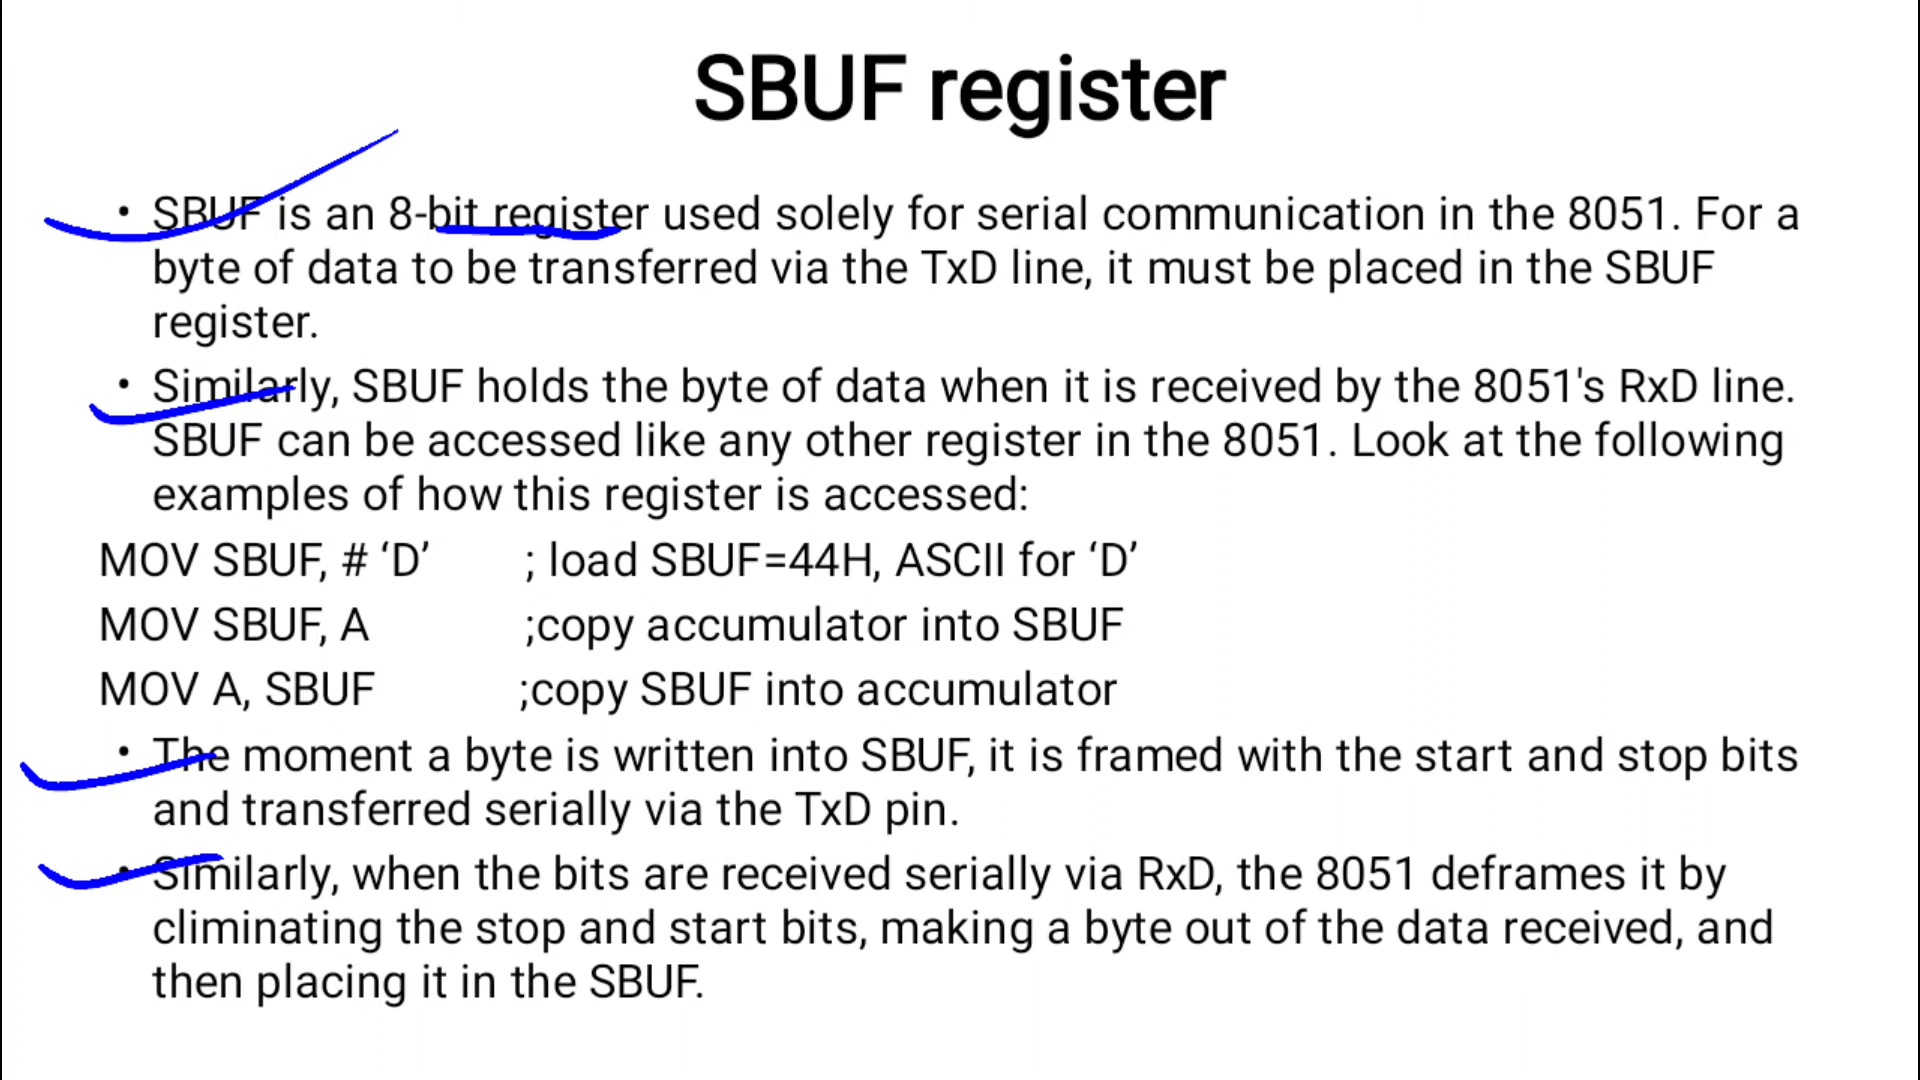 SBUF register
• SBUF is an 8-bit register used solely for serial communication in the 8051. For a
byte of data to be transferred via the TxD line, it must be placed in the SBUF
register.
• Similarly, SBUF holds the byte of data when it is received by the 8051's RxD line.
SBUF can be accessed like any other register in the 8051. Look at the following
examples of how this register is accessed:
MOV SBUF, # ‘D’ ; load SBUF=44H, ASCII for ‘D’
MOV SBUF, A ;copy accumulator into SBUF
MOV A, SBUF ;copy SBUF into accumulator
• The moment a byte is written into SBUF, it is framed with the start and stop bits
and transferred serially via the TxD pin.
• Similarly, when the bits are received serially via RxD, the 8051 deframes it by
climinating the stop and start bits, making a byte out of the data received, and
then placing it in the SBUF.